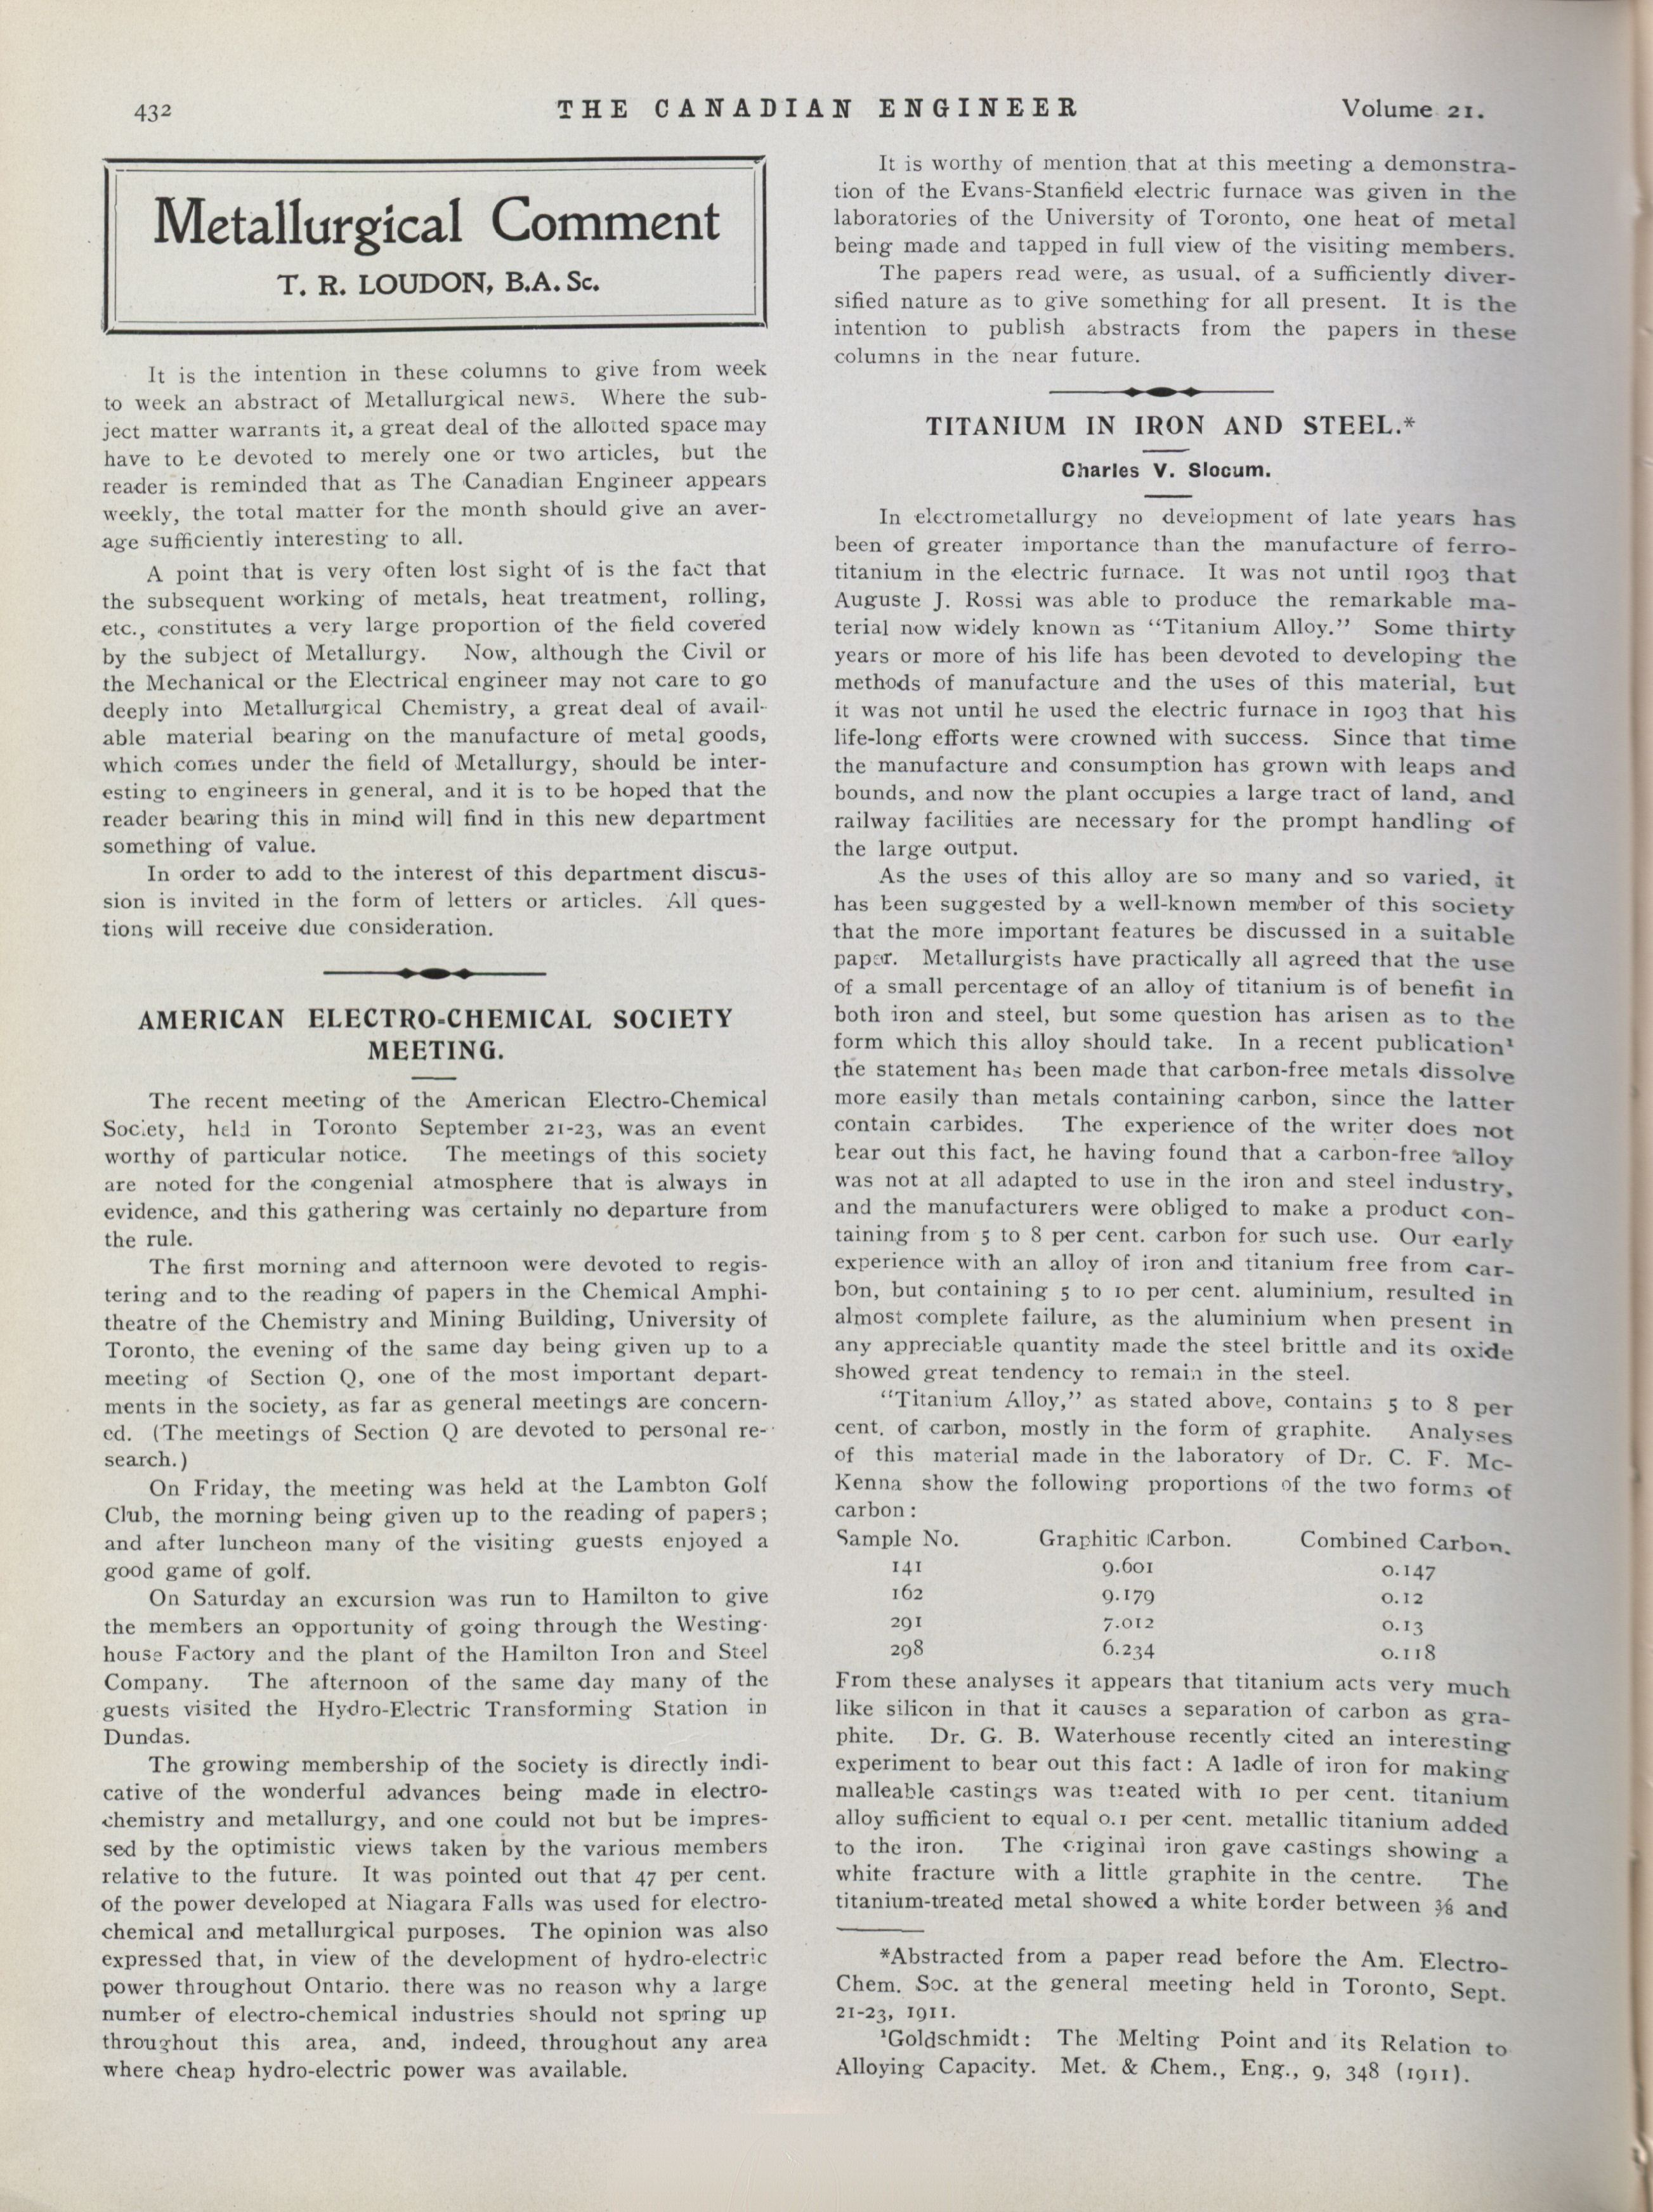 432
THE CANADIAN ENGINEER
Volume 21.
Metallurgical Comment
T. R. LOUDON, B.A. Sc.
It is the intention in these columns to give from week
to week an abstract of Metallurgical news. Where the sub-
ject matter warrants it, a great deal of the allotted space may
have to be devoted to merely one or two articles, but the
reader is reminded that as The Canadian Engineer appears
weekly, the total matter for the month should give an aver-
age sufficiently interesting to all.
A point that is very often lost sight of is the fact that
the subsequent working of metals, heat treatment, rolling,
etc., constitutes a very large proportion of the field covered
by the subject of Metallurgy. Now, although the Civil or
the Mechanical or the Electrical engineer may not care to go
deeply into Metallurgical Chemistry, a great deal of avail-
able material bearing on the manufacture of metal goods,
which comes under the field of Metallurgy, should be inter-
esting to engineers in general, and it is to be hoped that the
reader bearing this in mind will find in this new department
something of value.
In order to add to the interest of this department discus-
sion is invited in the form of letters or articles. All ques-
tions will receive due consideration.
AMERICAN ELECTRO-CHEMICAL SOCIETY
MEETING.
The recent meeting of the American Electro-Chemical
Society, held in Toronto September 21-23, was an event
worthy of particular notice. The meetings of this society
are noted for the congenial atmosphere that is always in
evidence, and this gathering was certainly no departure from
the rule.
The first morning and afternoon were devoted to regis-
tering and to the reading of papers in the Chemical Amphi-
theatre of the Chemistry and Mining Building, University of
Toronto, the evening of the same day being given up to a
meeting of Section Q, one of the most important depart-
ments in the society, as far as general meetings are concern-
ed. (The meetings of Section Q are devoted to personal re-
search.)
On Friday, the meeting was held at the Lambton Golf
Club, the morning being given up to the reading of papers;
and after luncheon many of the visiting guests enjoyed a
good game of golf.
On Saturday an excursion was run to Hamilton to give
the members an opportunity of going through the Westing-
house Factory and the plant of the Hamilton Iron and Steel
Company. The afternoon of the same day many of the
guests visited the Hydro-Electric Transforming Station in
Dundas.
The growing membership of the society is directly indi-
cative of the wonderful advances being made in electro-
chemistry and metallurgy, and one could not but be impres-
sed by the optimistic views taken by the various members
relative to the future. It was pointed out that 47 per cent.
of the power developed at Niagara Falls was used for electro-
chemical and metallurgical purposes. The opinion was also
expressed that, in view of the development of hydro-electric
power throughout Ontario. there was no reason why a large
number of electro-chemical industries should not spring up
throughout this area, and, indeed, throughout any area
where cheap hydro-electric power was available.
It is worthy of mention that at this meeting a demonstra-
tion of the Evans-Stanfield electric furnace was given in the
laboratories of the University of Toronto, one heat of metal
being made and tapped in full view of the visiting members.
The papers read were, as usual, of a sufficiently diver-
sified nature as to give something for all present. It is the
intention to publish abstracts from the papers in these
columns in the near future.
TITANIUM IN IRON AND STEEL.*
Charles V. Slocum.
In electrometallurgy no development of late years has
been of greater importance than the manufacture of ferro-
titanium in the electric furnace. It was not until 1903 that
Auguste J. Rossi was able to produce the remarkable ma-
terial now widely known as "Titanium Alloy." Some thirty
years or more of his life has been devoted to developing the
methods of manufacture and the uses of this material, but
it was not until he used the electric furnace in 1903 that his
life-long efforts were crowned with success. Since that time
the manufacture and consumption has grown with leaps and
bounds, and now the plant occupies a large tract of land, and
railway facilities are necessary for the prompt handling of
the large output.
As the uses of this alloy are so many and so varied, it
has been suggested by a well-known member of this society
that the more important features be discussed in a suitable
paper. Metallurgists have practically all agreed that the use
of a small percentage of an alloy of titanium is of benefit in
both iron and steel, but some question has arisen as to the
form which this alloy should take. In a recent publication¹
the statement has been made that carbon-free metals dissolve
more easily than metals containing carbon, since the latter
contain carbides. The experience of the writer does not
bear out this fact, he having found that a carbon-free alloy
was not at all adapted to use in the iron and steel industry,
and the manufacturers were obliged to make a product con-
taining from 5 to 8 per cent. carbon for such use. Our early
experience with an alloy of iron and titanium free from car-
bon, but containing 5 to 10 per cent. aluminium, resulted in
almost complete failure, as the aluminium when present in
any appreciable quantity made the steel brittle and its oxide
showed great tendency to remain in the steel.
"Titanium Alloy," as stated above, contains 5 to 8 per
cent. of carbon, mostly in the form of graphite. Analyses
of this material made in the laboratory of Dr. C. F. Mc-
Kenna show the following proportions of the two forms of
carbon:
Sample No. Graphitic Carbon. Combined Carbon.
141 9.601 0.147
162 9.179 0.12
291 7.012 0.13
298 6.234 0.118
From these analyses it appears that titanium acts very much
like silicon in that it causes a separation of carbon as gra-
phite. Dr. G. B. Waterhouse recently cited an interesting
experiment to bear out this fact: A ladle of iron for making
malleable castings was treated with 10 per cent. titanium
alloy sufficient to equal 0.1 per cent. metallic titanium added
to the iron. The original iron gave castings showing a
white fracture with a little graphite in the centre. The
titanium-treated metal showed a white border between ⅜ and
*Abstracted from a paper read before the Am. Electro-
Chem. Soc. at the general meeting held in Toronto, Sept.
21-23, 1911.
¹Goldschmidt: The Melting Point and its Relation to
Alloying Capacity. Met. & Chem., Eng., 9, 348 (1911).